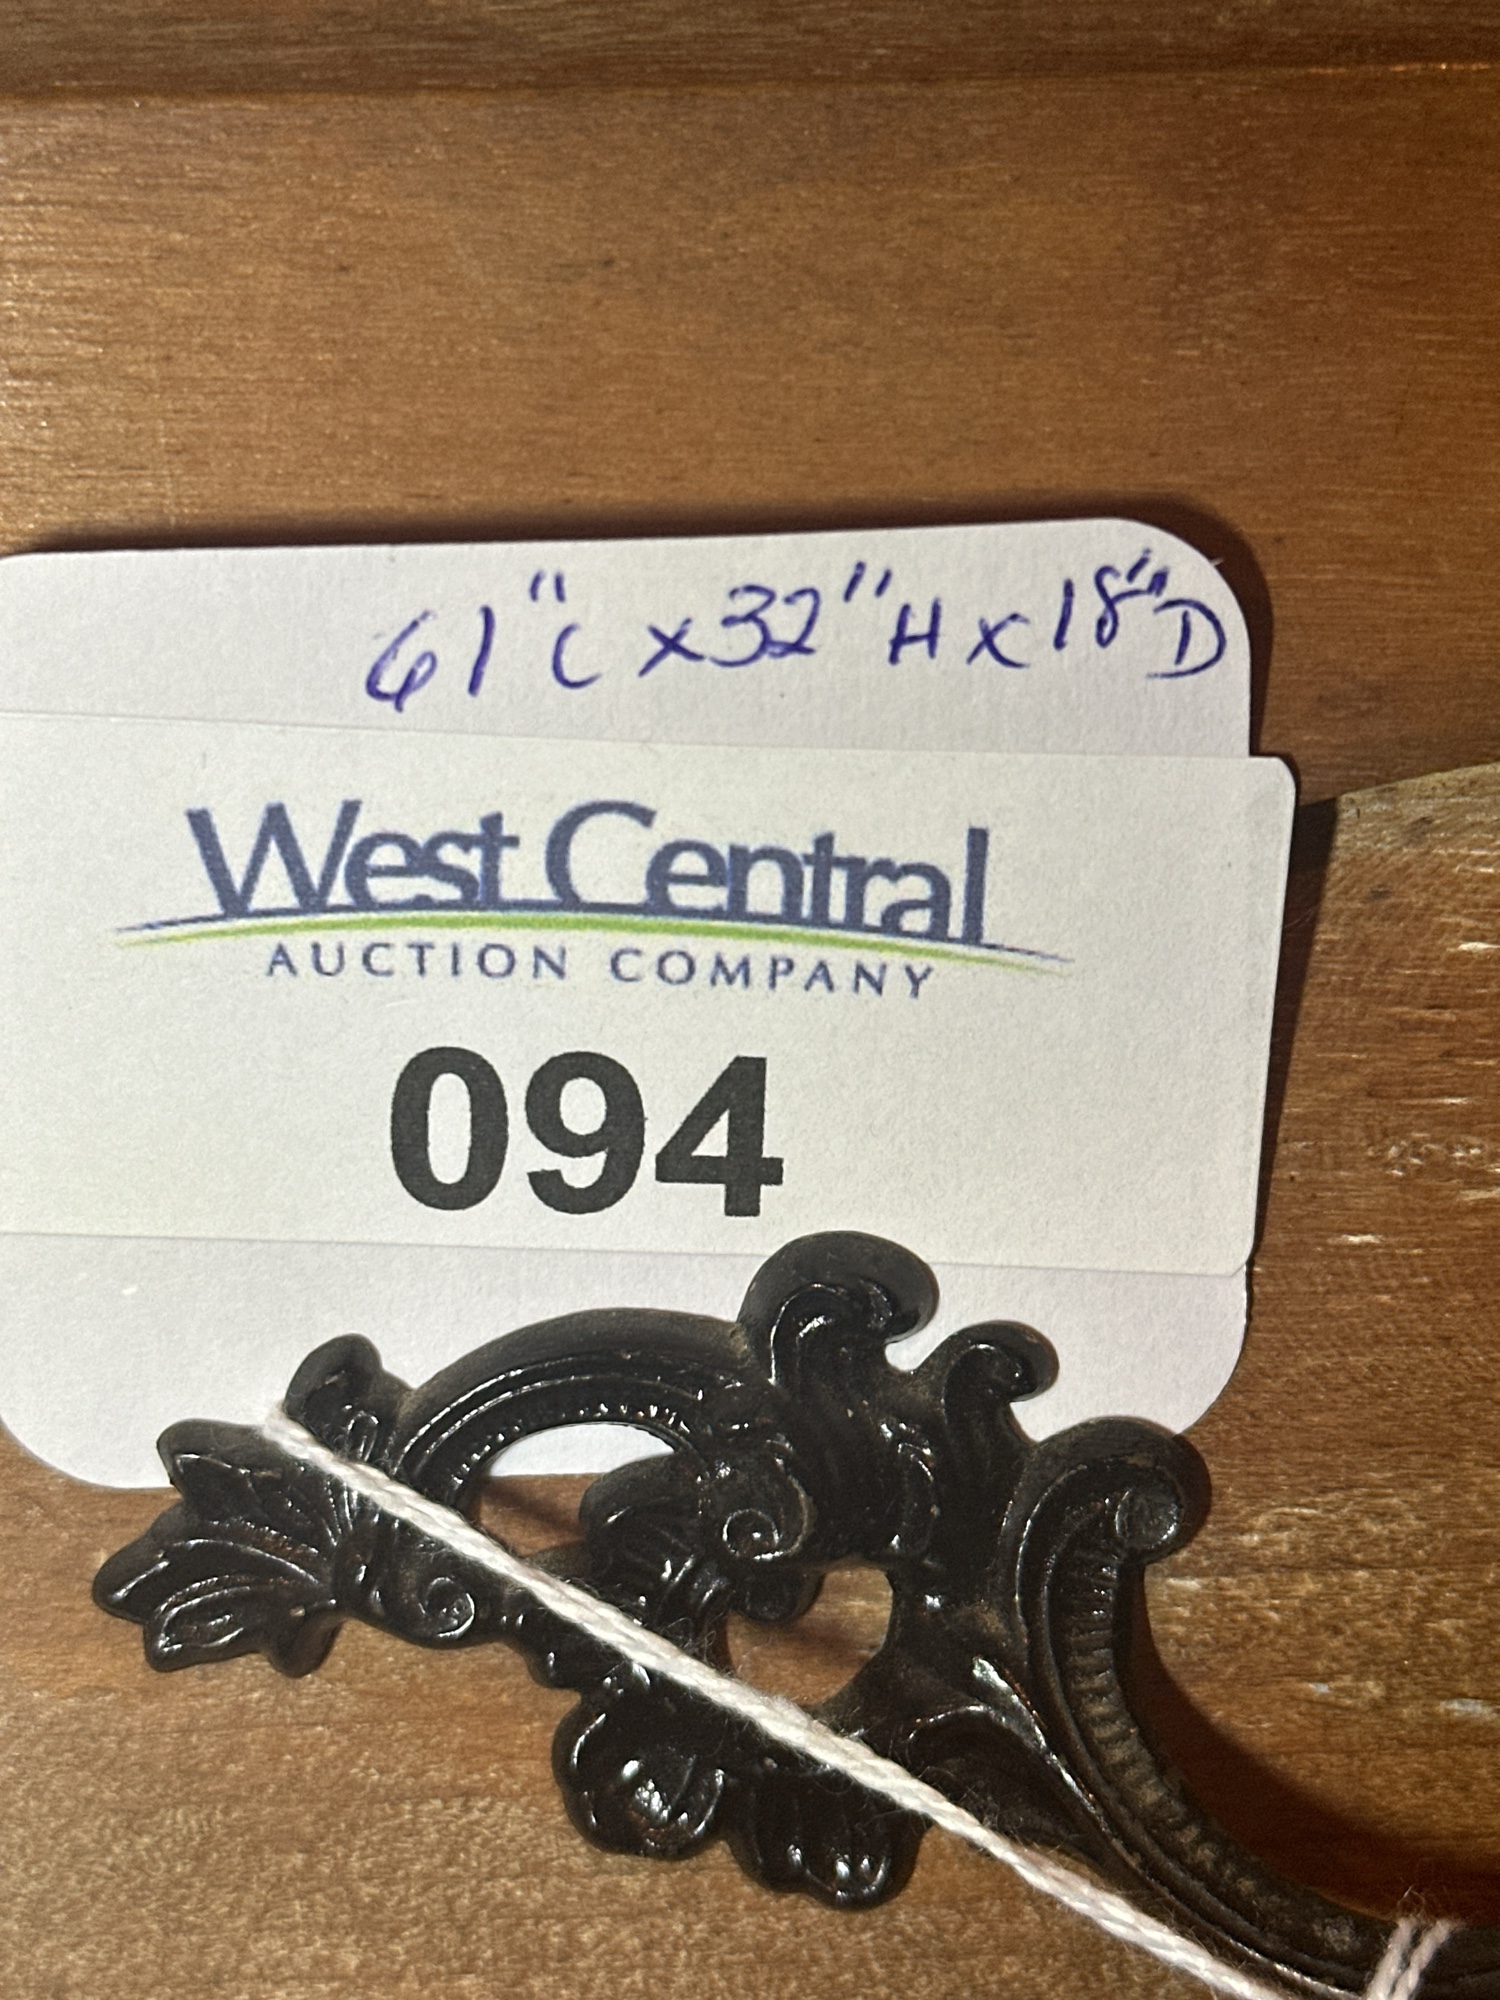 61"L x 32"H x 18"D
West Central
AUCTION COMPANY
094